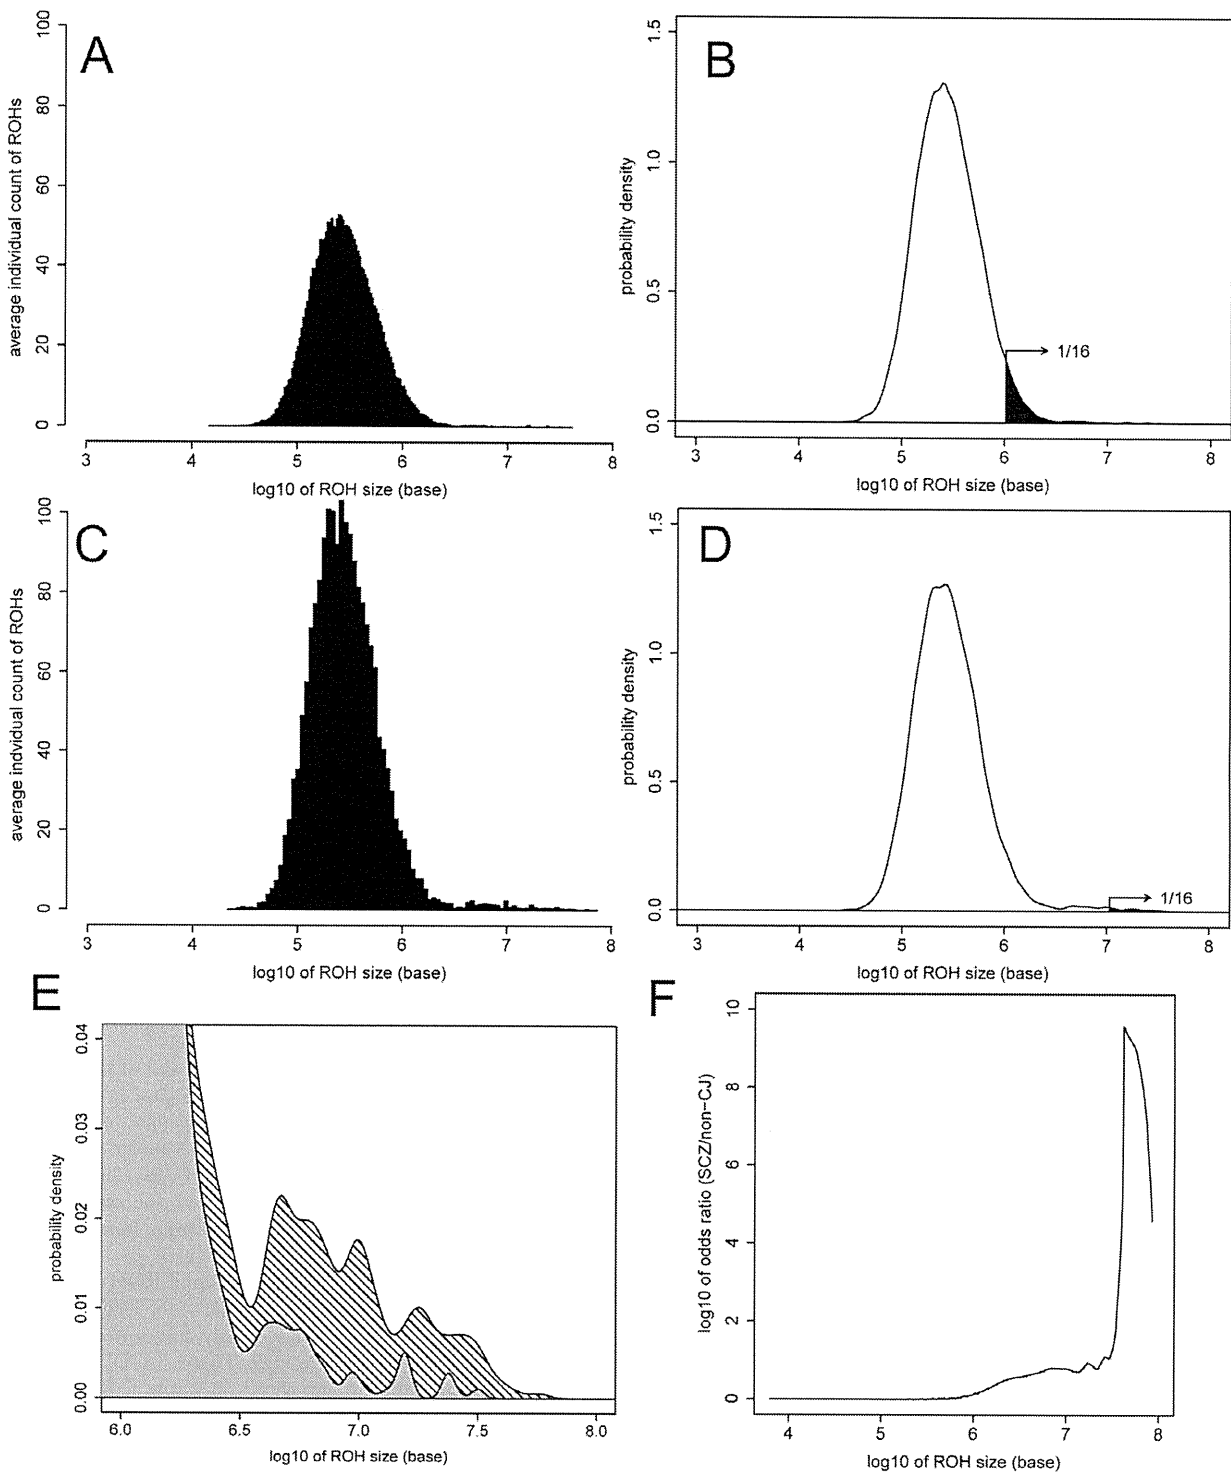 A
average individual count of ROHs
0 20 40 60 80 100
3 4 5 6 7 8
log10 of ROH size (base)
B
probability density
0.0 0.5 1.0 1.5
1/16
3 4 5 6 7 8
log10 of ROH size (base)
C
average indvidual count of ROHs
0 20 40 60 80 100
3 4 5 6 7 8
log10 of ROH size (base)
D
probability density
0.0 0.5 1.0 1.5
1/16
3 4 5 6 7 8
log10 of ROH size (base)
E
probability density
0.00 0.01 0.02 0.03 0.04
6.0 6.5 7.0 7.5 8.0
log10 of ROH size (base)
F
log10 of odds ratio (SCZ/non−CJ)
0 2 4 6 8 10
4 5 6 7 8
log10 of ROH size (base)